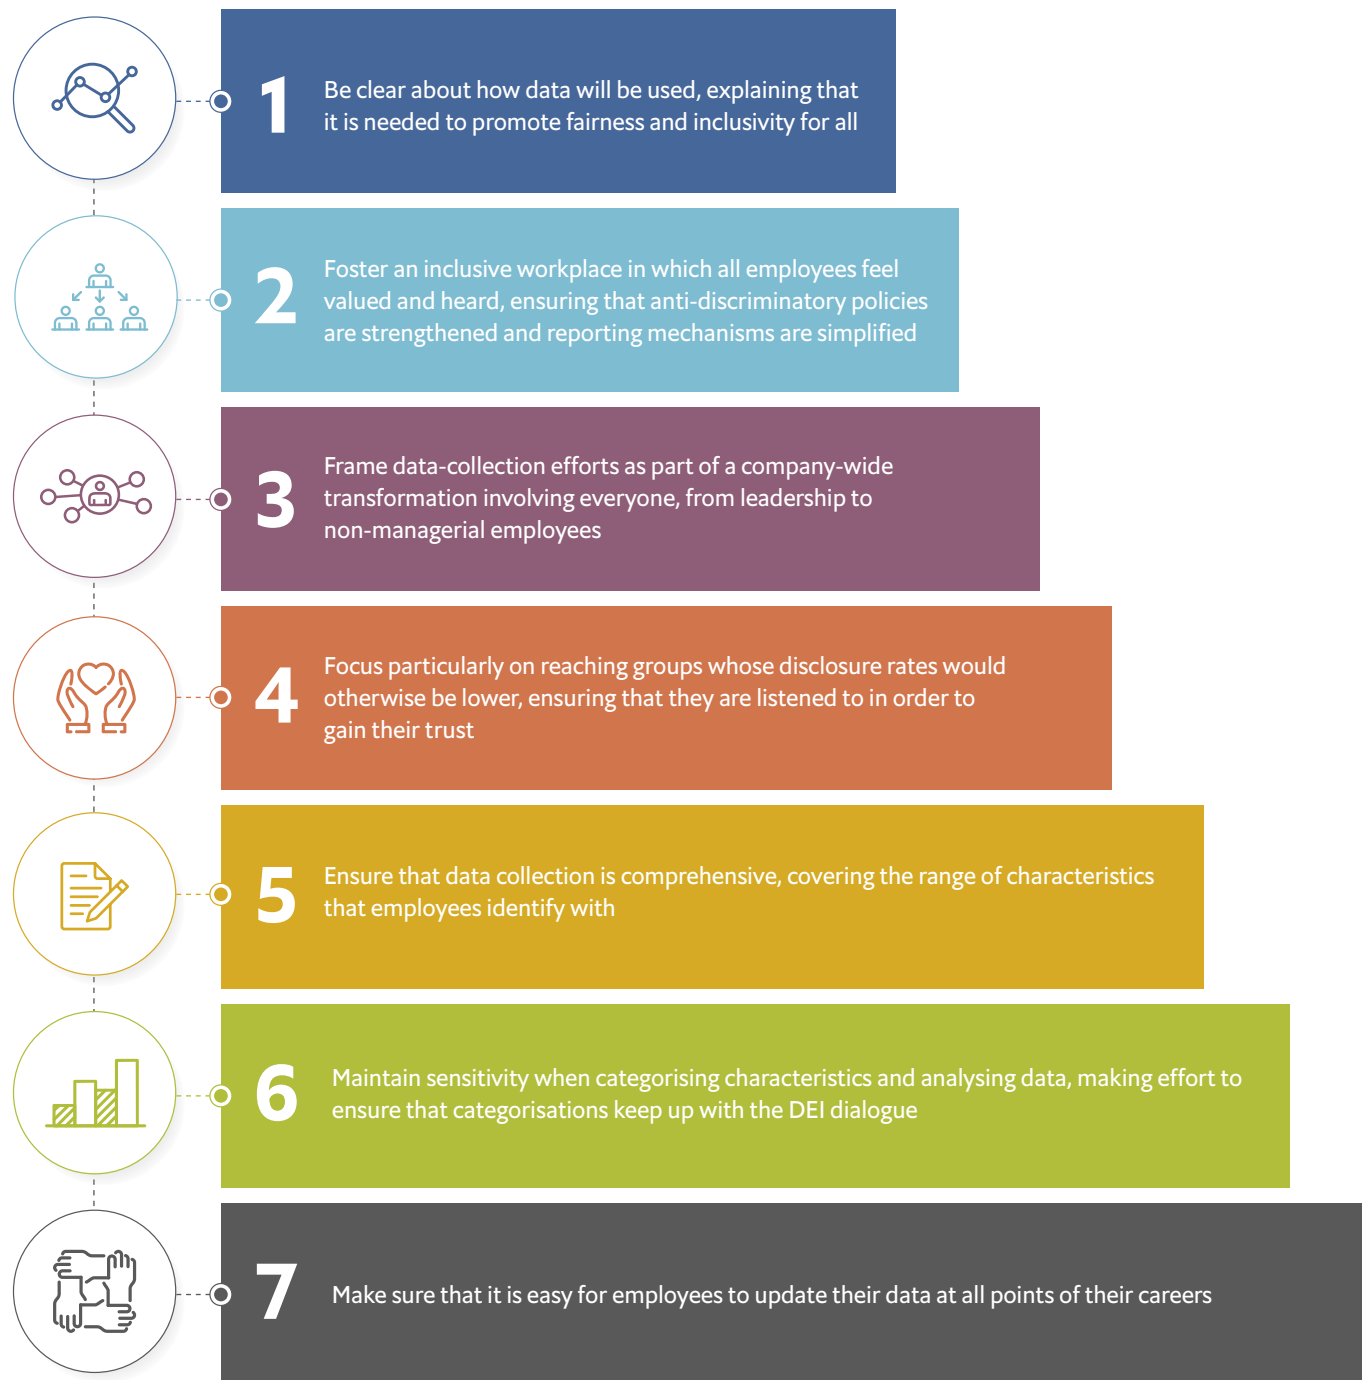 1
Be clear about how data will be used, explaining that
it is needed to promote fairness and inclusivity for all
2
Foster an inclusive workplace in which all employees feel
valued and heard, ensuring that anti-discriminatory policies
are strengthened and reporting mechanisms are simplified
3
Frame data-collection efforts as part of a company-wide
transformation involving everyone, from leadership to
non-managerial employees
4
Focus particularly on reaching groups whose disclosure rates would
otherwise be lower, ensuring that they are listened to in order to
gain their trust
5
Ensure that data collection is comprehensive, covering the range of characteristics
that employees identify with
6
Maintain sensitivity when categorising characteristics and analysing data, making effort to
ensure that categorisations keep up with the DEI dialogue
7
Make sure that it is easy for employees to update their data at all points of their careers